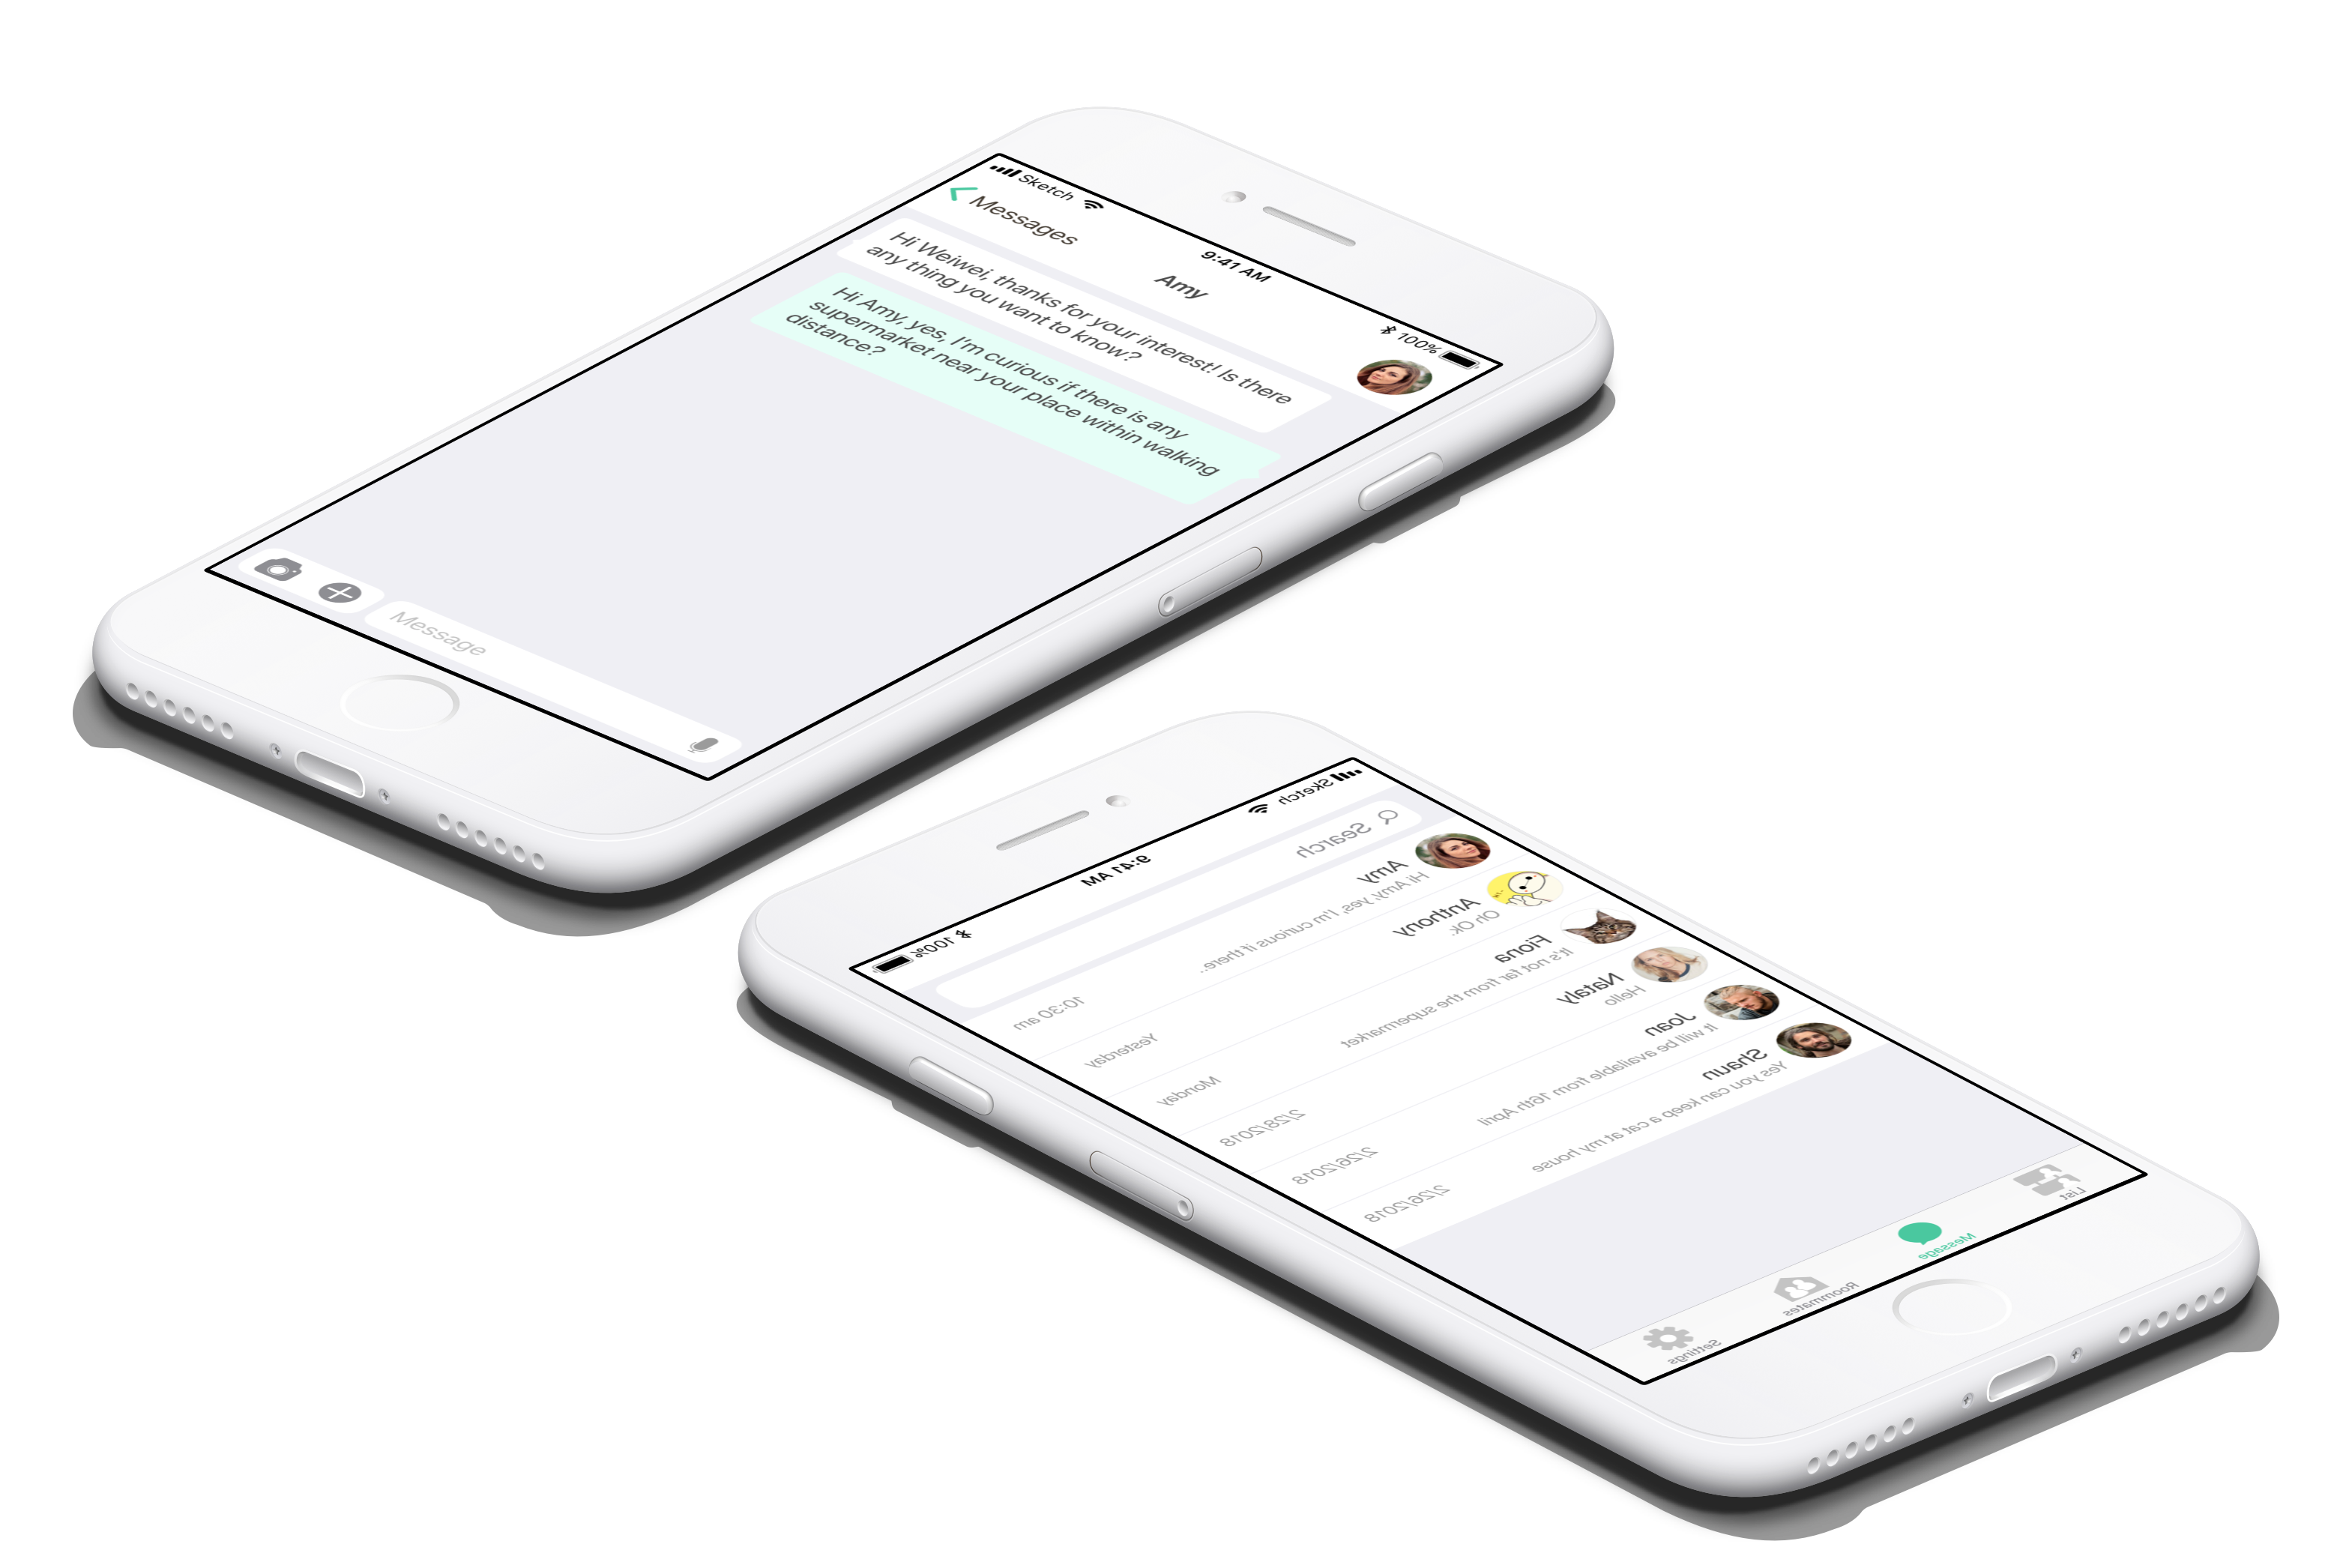 Sketch
9:41 AM
100%
Messages
Amy
Hi Weiwei, thanks for your interest! Is there
any thing you want to know?
Hi Amy, yes, I'm curious if there is any
supermarket near your place within walking
distance?
Message
Sketch
9:41 AM
100%
Search
Amy
Hi Amy, yes, I'm curious if there..
10:30 am
Anthony
Oh Ok.
Yesterday
Fiona
It's not far from the supermarket
Monday
Nataly
Hello
2/28/2018
Joan
It will be available from 16th April
2/26/2018
Shaun
Yes you can keep a cat at my house
2/26/2018
List
Message
Roommates
Settings